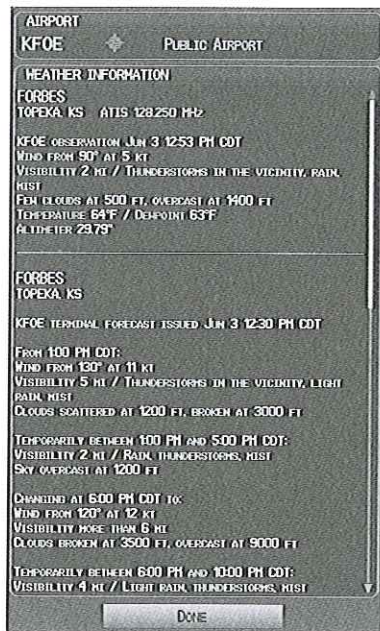 AIRPORT
KFOE PUBLIC AIRPORT
WEATHER INFORMATION
FORBES
TOPEKA, KS ATIS 128.250 MHz
KFOE OBSERVATION JUN 3 12:53 PM CDT
WIND FROM 90° AT 5 KT
VISIBILITY 2 MI / THUNDERSTORMS IN THE VICINITY, RAIN,
MIST
FEW CLOUDS AT 500 FT, OVERCAST AT 1400 FT
TEMPERATURE 64°F / DEWPOINT 63°F
ALTIMETER 29.79"
FORBES
TOPEKA, KS
KFOE TERMINAL FORECAST ISSUED JUN 3 12:30 PM CDT
FROM 1:00 PM CDT:
WIND FROM 130° AT 11 KT
VISIBILITY 5 MI / THUNDERSTORMS IN THE VICINITY, LIGHT
RAIN, MIST
CLOUDS SCATTERED AT 1200 FT, BROKEN AT 3000 FT
TEMPORARILY BETWEEN 1:00 PM AND 5:00 PM CDT:
VISIBILITY 2 MI / RAIN, THUNDERSTORMS, MIST
SKY OVERCAST AT 1200 FT
CHANGING AT 6:00 PM CDT TO:
WIND FROM 120° AT 12 KT
VISIBILITY MORE THAN 6 MI
CLOUDS BROKEN AT 3500 FT, OVERCAST AT 9000 FT
TEMPORARILY BETWEEN 6:00 PM AND 10:00 PM CDT:
VISIBILITY 4 MI / LIGHT RAIN, THUNDERSTORMS, MIST
DONE